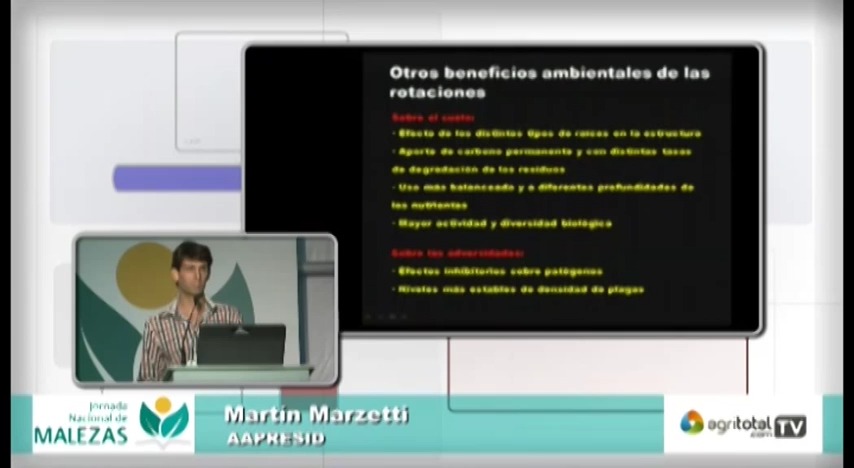 Otros beneficios ambientales de las
rotaciones
Sobre el suelo:
- Efecto de los distintos tipos de raíces en la estructura
- Aporte de carbono permanente y con distintas tasas
de degradación de los residuos
- Uso más balanceado y a diferentes profundidades de
los nutrientes
- Mayor actividad y diversidad biológica
Sobre las adversidades:
- Efectos inhibitorios sobre patógenos
- Niveles más estables de densidad de plagas
Jornada
Nacional de
MALEZAS
Martín Marzetti
AAPRESID
agritotal
.com
TV